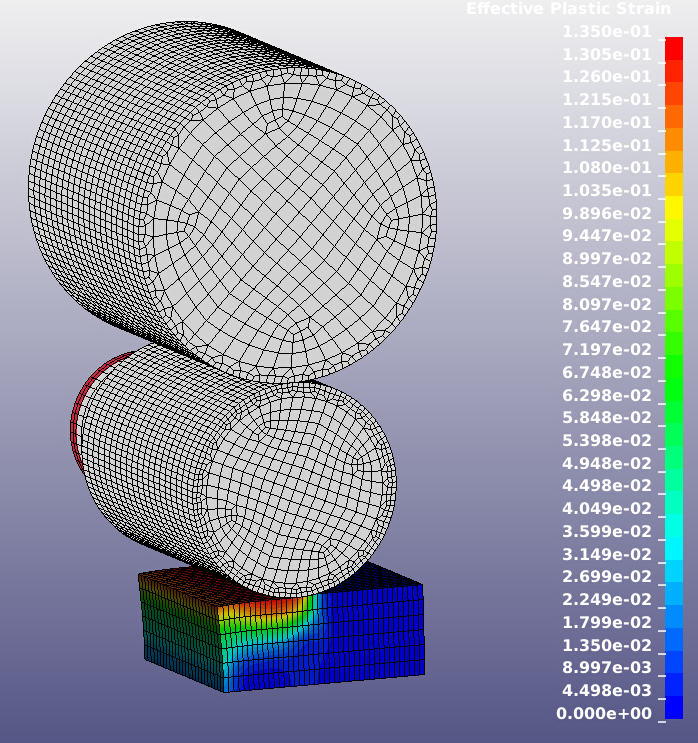 Effective Plastic Strain
1.350e-01
1.305e-01
1.260e-01
1.215e-01
1.170e-01
1.125e-01
1.080e-01
1.035e-01
9.896e-02
9.447e-02
8.997e-02
8.547e-02
8.097e-02
7.647e-02
7.197e-02
6.748e-02
6.298e-02
5.848e-02
5.398e-02
4.948e-02
4.498e-02
4.049e-02
3.599e-02
3.149e-02
2.699e-02
2.249e-02
1.799e-02
1.350e-02
8.997e-03
4.498e-03
0.000e+00